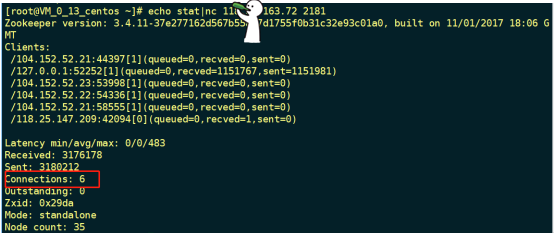 [root@VM_0_13_centos ~]# echo stat|nc 163.72 2181
Zookeeper version: 3.4.11-37e277162d567b55 d1755f0b31c32e93c01a0, built on 11/01/2017 18:06 G
MT
Clients:
/104.152.52.21:44397[1](queued=0,recved=0,sent=0)
/127.0.0.1:52252[1](queued=0,recved=1151767,sent=1151981)
/104.152.52.23:53998[1](queued=0,recved=0,sent=0)
/104.152.52.22:54336[1](queued=0,recved=0,sent=0)
/104.152.52.21:58555[1](queued=0,recved=0,sent=0)
/118.25.147.209:42094[0](queued=0,recved=1,sent=0)
Latency min/avg/max: 0/0/483
Received: 3176178
Sent: 3180212
Connections: 6
Outstanding: 0
Zxid: 0x29da
Mode: standalone
Node count: 35